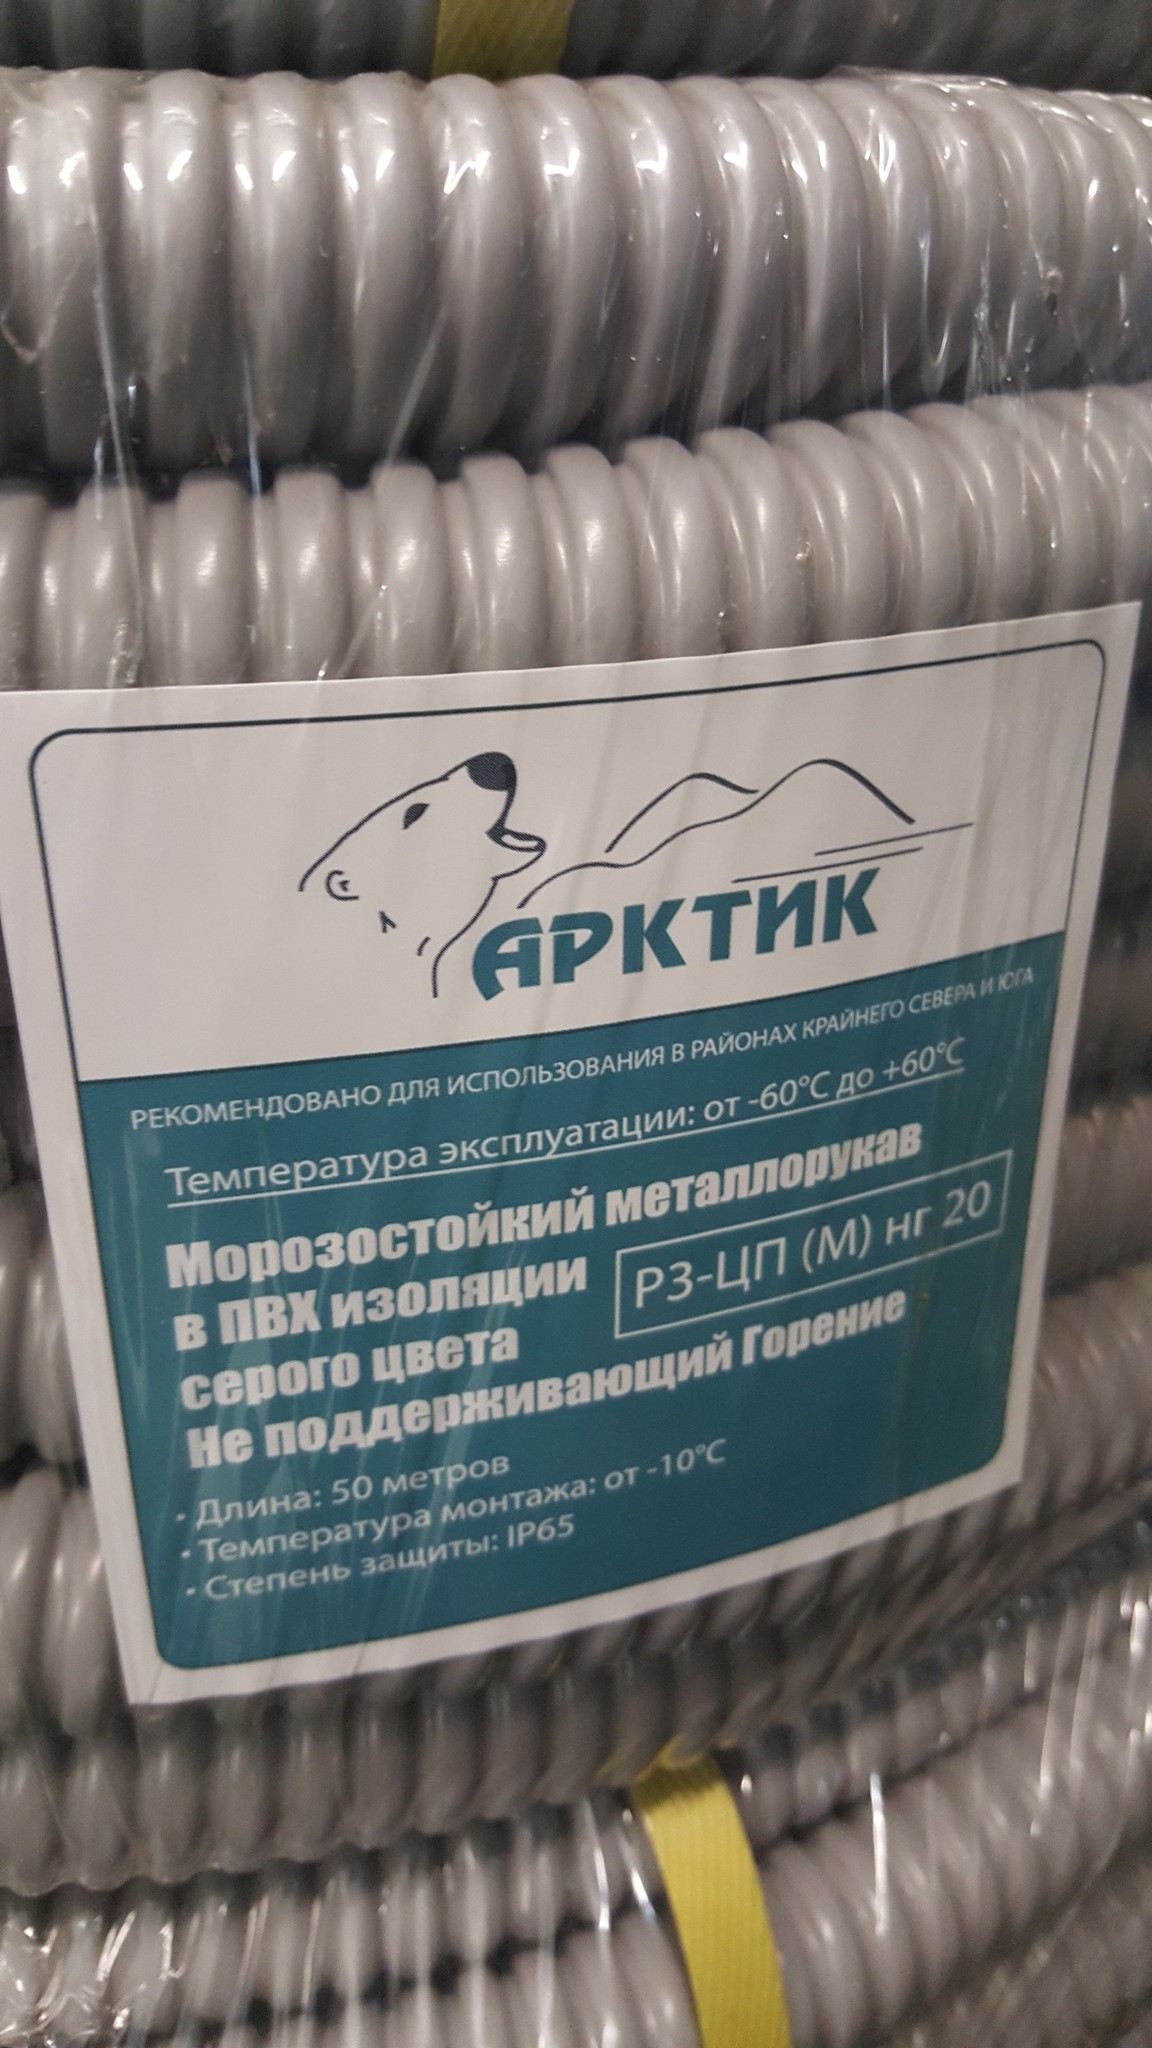 АРКТИК
РЕКОМЕНДОВАНО ДЛЯ ИСПОЛЬЗОВАНИЯ В РАЙОНАХ КРАЙНЕГО СЕВЕРА И ЮГА
Температура эксплуатации: от -60°C до +60°C
Морозостойкий металлорукав
в ПВХ изоляции
серого цвета
РЗ-ЦП (М) нг 20
Не поддерживающий Горение
· Длина: 50 метров
· Температура монтажа: от -10°C
· Степень защиты: IP65